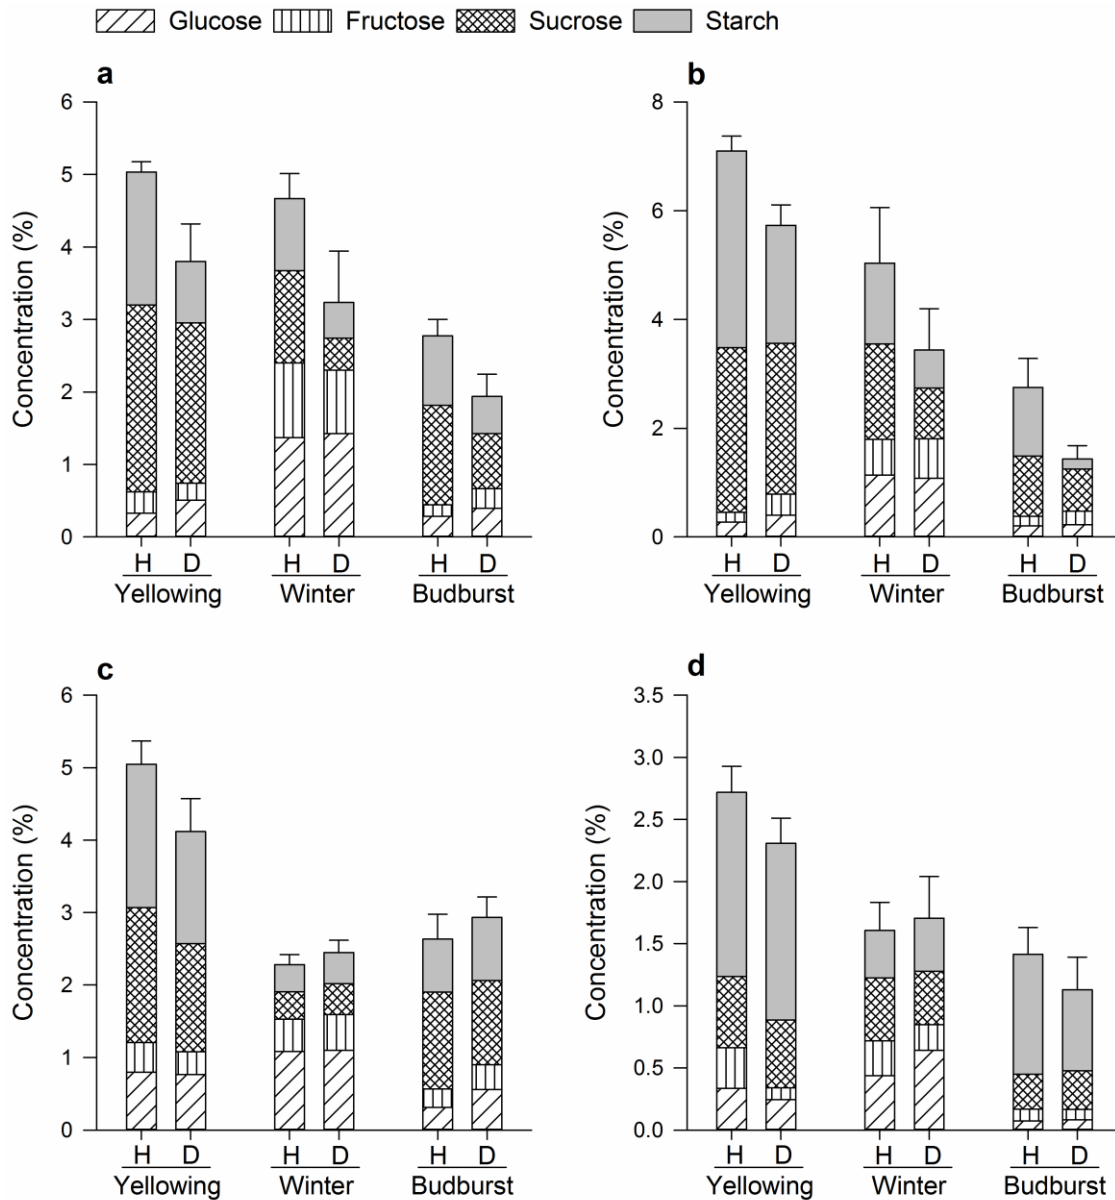 Glucose Fructose Sucrose Starch
a
6
5
4
3
2
1
0
Concentration (%)
H D H D H D
Yellowing Winter Budburst
b
8
6
4
2
0
Concentration (%)
H D H D H D
Yellowing Winter Budburst
c
6
5
4
3
2
1
0
Concentration (%)
H D H D H D
Yellowing Winter Budburst
d
3.5
3.0
2.5
2.0
1.5
1.0
0.5
0.0
Concentration (%)
H D H D H D
Yellowing Winter Budburst